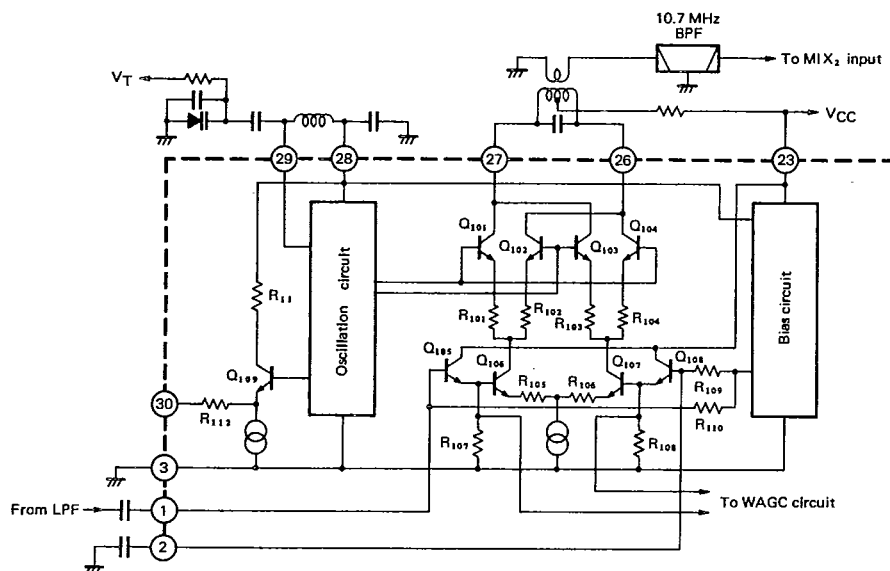 10.7 MHz
BPF
To MIX₂ input
V_T
V_CC
29
28
27
26
23
Q₁₀₁
Q₁₀₂
Q₁₀₃
Q₁₀₄
R₁₁
Oscillation circuit
R₁₀₁
R₁₀₂
R₁₀₃
R₁₀₄
Bias circuit
Q₁₀₅
Q₁₀₆
Q₁₀₇
Q₁₀₈
Q₁₀₉
R₁₀₅
R₁₀₆
R₁₀₉
R₁₁₀
30
R₁₁₂
R₁₀₇
R₁₀₈
3
From LPF
1
To WAGC circuit
2